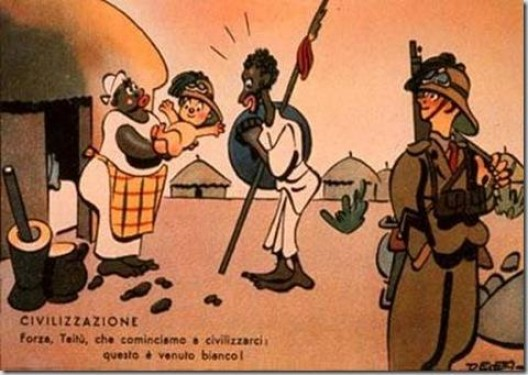 CIVILIZZAZIONE
Forza, Taitù, che cominciamo a civilizzarci:
questo è venuto bianco!